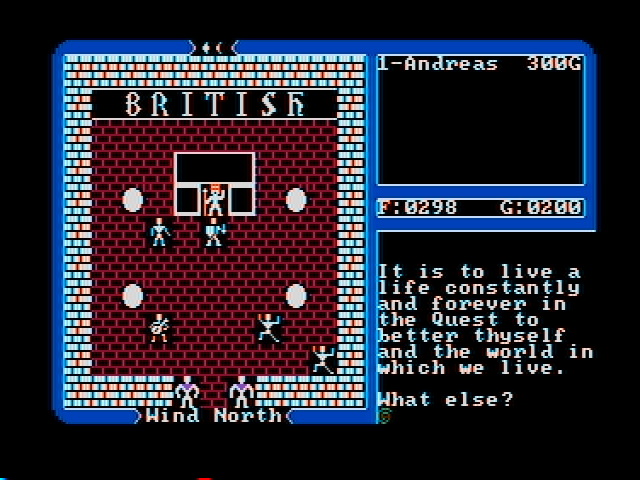 1-Andreas 300G
BRITISH
F:0298 G:0200
It is to live a
life constantly
and forever in
the Quest to
better thyself
and the world in
which we live.
What else?
Wind North